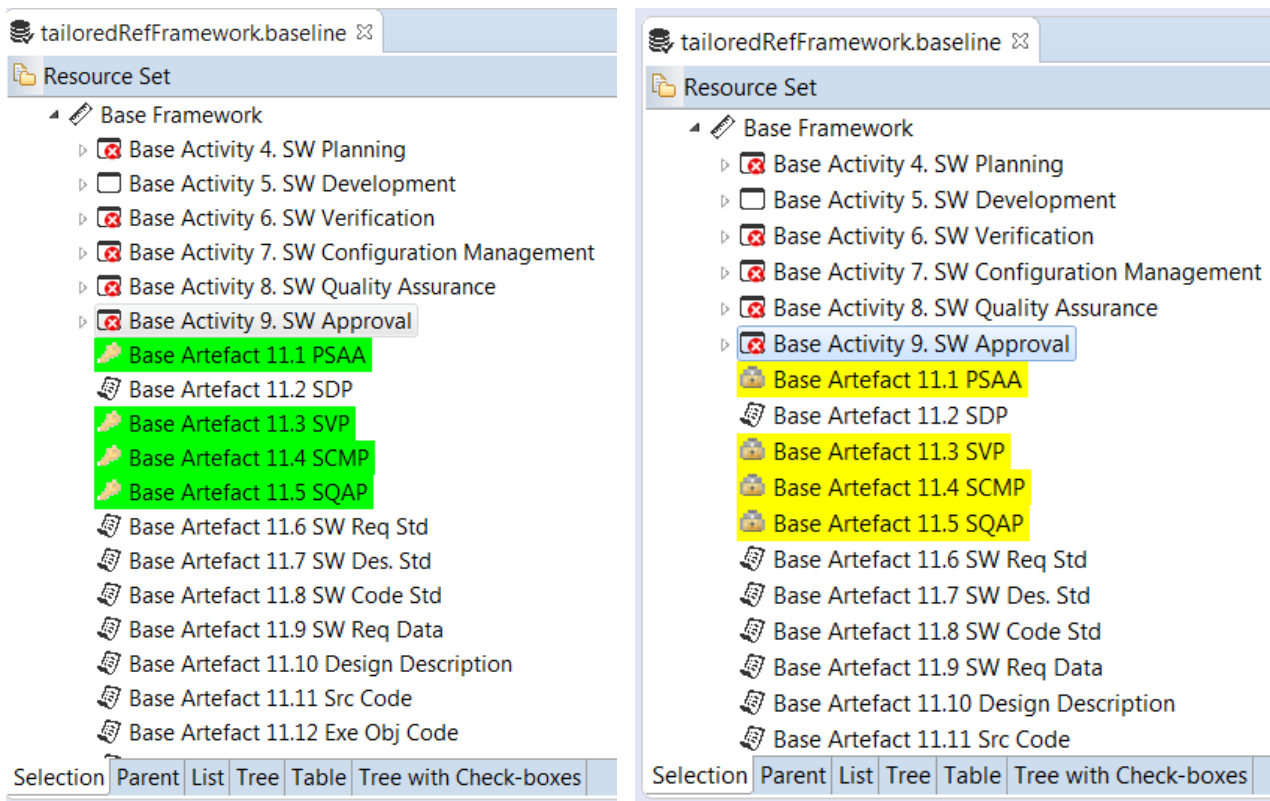 tailoredRefFramework.baseline
Resource Set
Base Framework
Base Activity 4. SW Planning
Base Activity 5. SW Development
Base Activity 6. SW Verification
Base Activity 7. SW Configuration Management
Base Activity 8. SW Quality Assurance
Base Activity 9. SW Approval
Base Artefact 11.1 PSAA
Base Artefact 11.2 SDP
Base Artefact 11.3 SVP
Base Artefact 11.4 SCMP
Base Artefact 11.5 SQAP
Base Artefact 11.6 SW Req Std
Base Artefact 11.7 SW Des. Std
Base Artefact 11.8 SW Code Std
Base Artefact 11.9 SW Req Data
Base Artefact 11.10 Design Description
Base Artefact 11.11 Src Code
Base Artefact 11.12 Exe Obj Code
Selection Parent List Tree Table Tree with Check-boxes
tailoredRefFramework.baseline
Resource Set
Base Framework
Base Activity 4. SW Planning
Base Activity 5. SW Development
Base Activity 6. SW Verification
Base Activity 7. SW Configuration Management
Base Activity 8. SW Quality Assurance
Base Activity 9. SW Approval
Base Artefact 11.1 PSAA
Base Artefact 11.2 SDP
Base Artefact 11.3 SVP
Base Artefact 11.4 SCMP
Base Artefact 11.5 SQAP
Base Artefact 11.6 SW Req Std
Base Artefact 11.7 SW Des. Std
Base Artefact 11.8 SW Code Std
Base Artefact 11.9 SW Req Data
Base Artefact 11.10 Design Description
Base Artefact 11.11 Src Code
Selection Parent List Tree Table Tree with Check-boxes